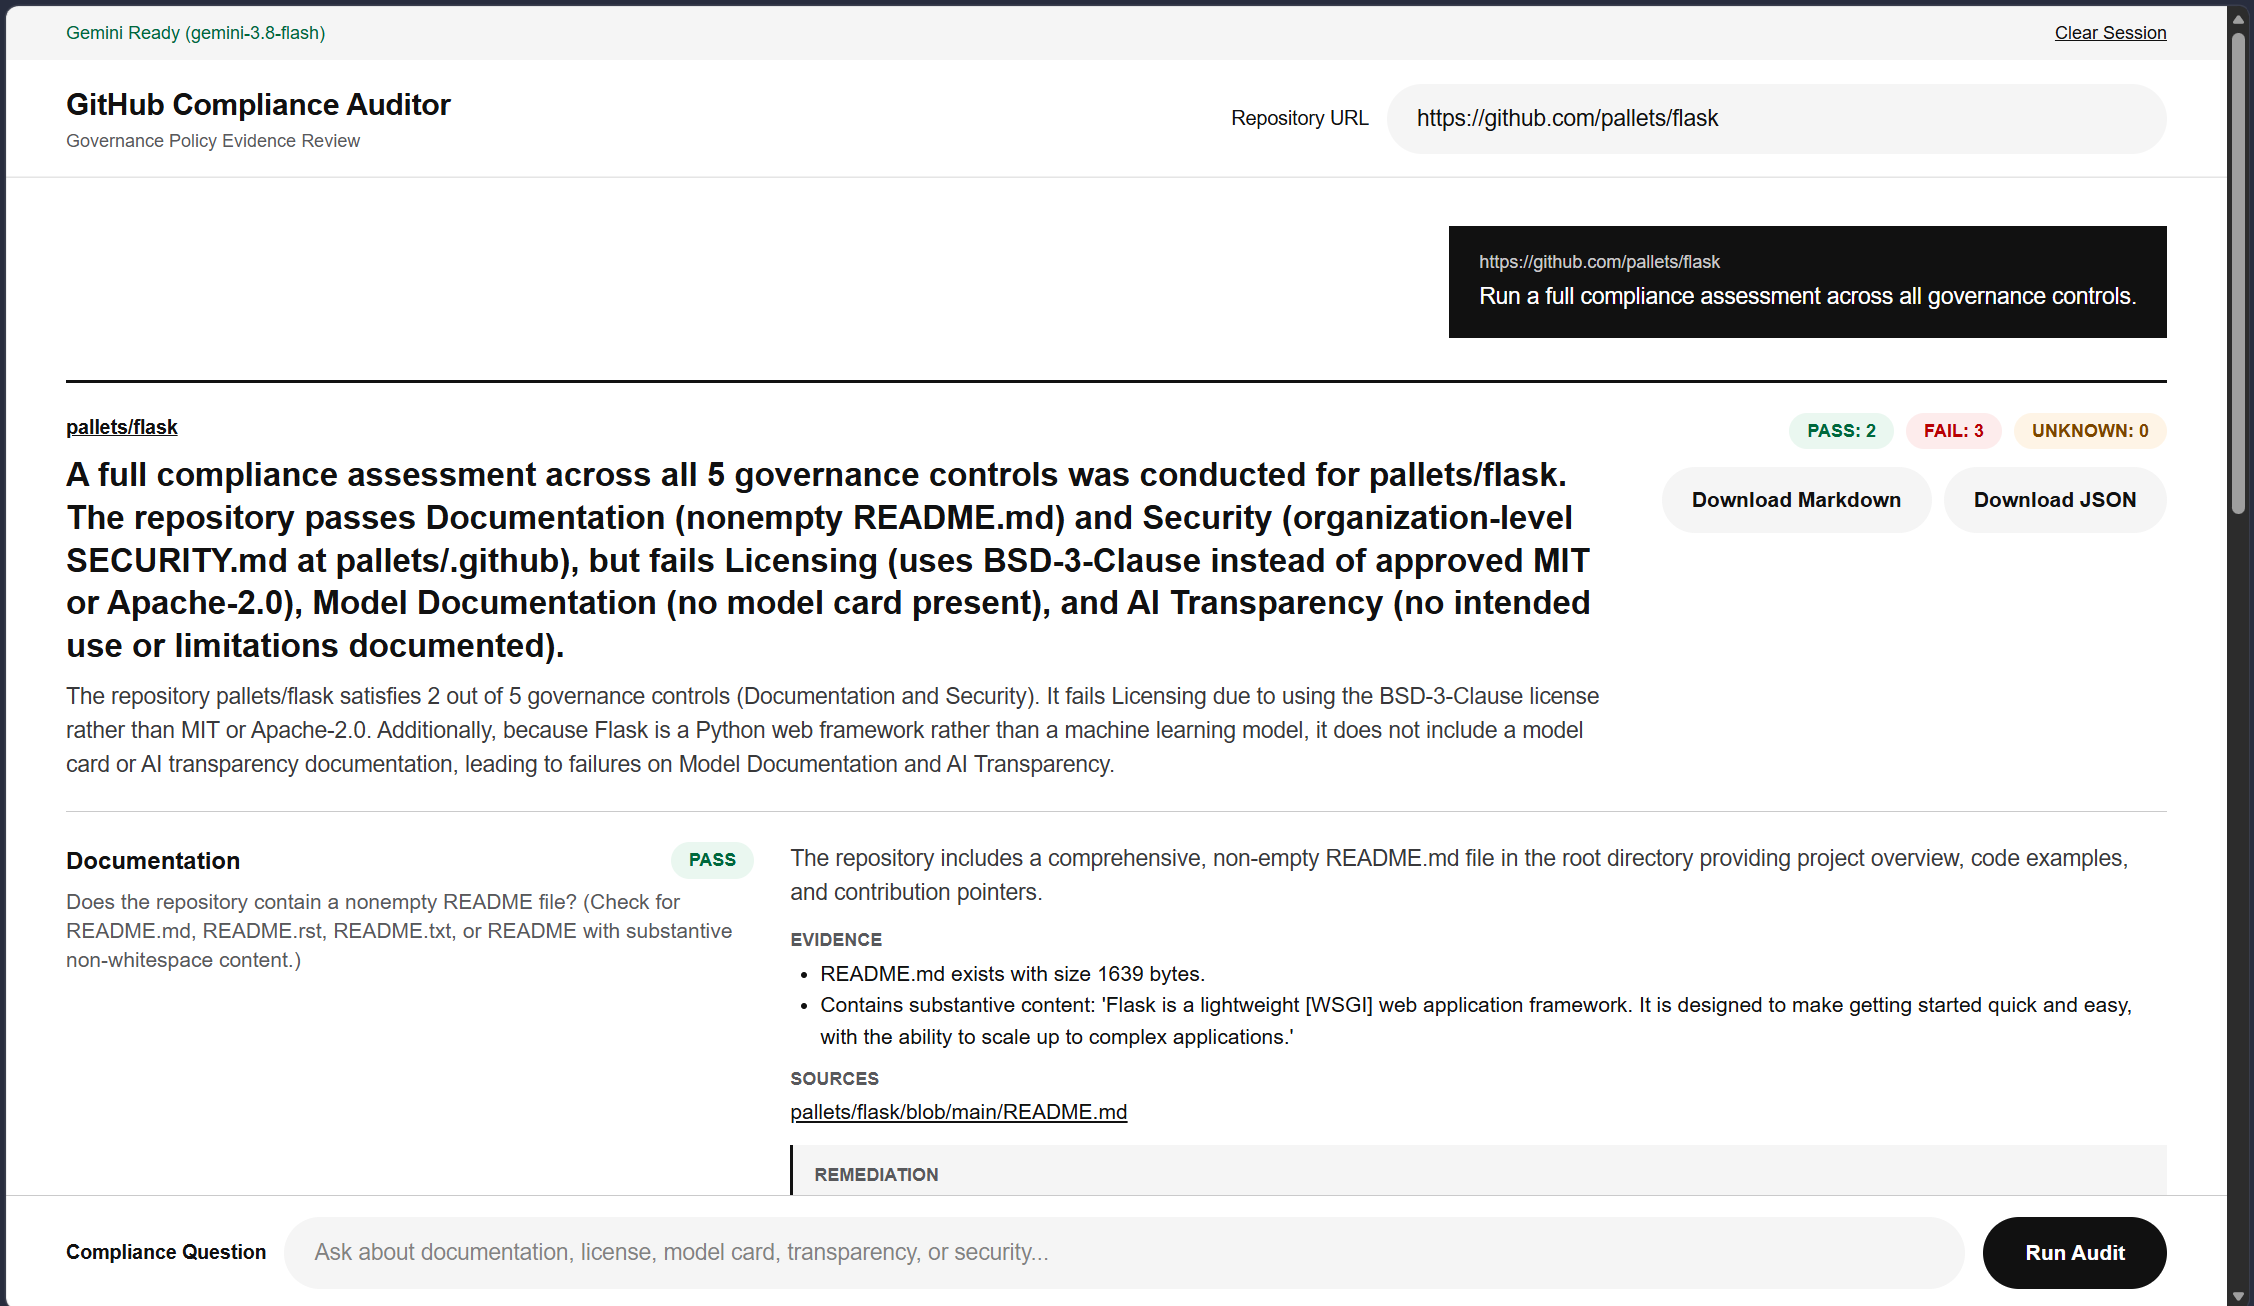 Gemini Ready (gemini-3.8-flash)
Clear Session
GitHub Compliance Auditor
Governance Policy Evidence Review
Repository URL
https://github.com/pallets/flask
https://github.com/pallets/flask
Run a full compliance assessment across all governance controls.
pallets/flask
PASS: 2
FAIL: 3
UNKNOWN: 0
A full compliance assessment across all 5 governance controls was conducted for pallets/flask.
The repository passes Documentation (nonempty README.md) and Security (organization-level
SECURITY.md at pallets/.github), but fails Licensing (uses BSD-3-Clause instead of approved MIT
or Apache-2.0), Model Documentation (no model card present), and AI Transparency (no intended
use or limitations documented).
Download Markdown
Download JSON
The repository pallets/flask satisfies 2 out of 5 governance controls (Documentation and Security). It fails Licensing due to using the BSD-3-Clause license
rather than MIT or Apache-2.0. Additionally, because Flask is a Python web framework rather than a machine learning model, it does not include a model
card or AI transparency documentation, leading to failures on Model Documentation and AI Transparency.
Documentation
PASS
Does the repository contain a nonempty README file? (Check for
README.md, README.rst, README.txt, or README with substantive
non-whitespace content.)
The repository includes a comprehensive, non-empty README.md file in the root directory providing project overview, code examples,
and contribution pointers.
EVIDENCE
• README.md exists with size 1639 bytes.
• Contains substantive content: 'Flask is a lightweight [WSGI] web application framework. It is designed to make getting started quick and easy,
with the ability to scale up to complex applications.'
SOURCES
pallets/flask/blob/main/README.md
REMEDIATION
Compliance Question
Ask about documentation, license, model card, transparency, or security...
Run Audit